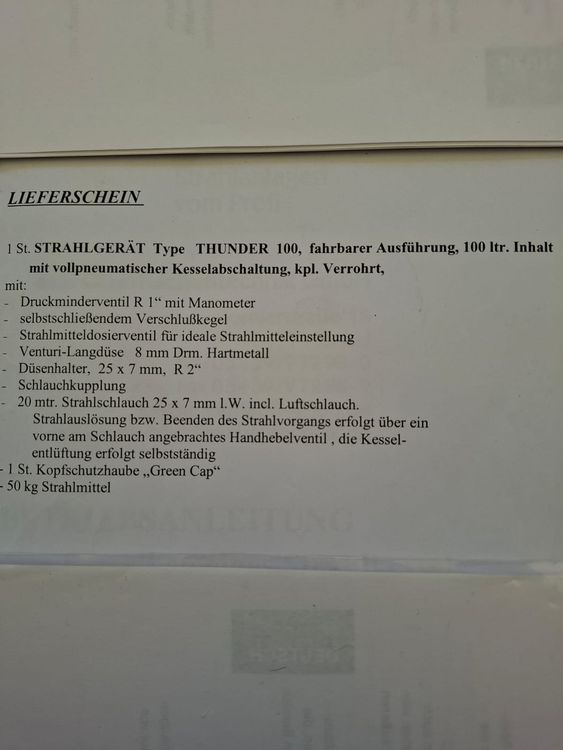 LIEFERSCHEIN
1 St. STRAHLGERÄT Type THUNDER 100, fahrbarer Ausführung, 100 ltr. Inhalt
mit vollpneumatischer Kesselabschaltung, kpl. Verrohrt,
mit:
- Druckminderventil R 1“ mit Manometer
- selbstschließendem Verschlußkegel
- Strahlmitteldosierventil für ideale Strahlmitteleinstellung
- Venturi-Langdüse 8 mm Drm. Hartmetall
- Düsenhalter, 25 x 7 mm, R 2“
- Schlauchkupplung
- 20 mtr. Strahlschlauch 25 x 7 mm l.W. incl. Luftschlauch.
Strahlauslösung bzw. Beenden des Strahlvorgangs erfolgt über ein
vorne am Schlauch angebrachtes Handhebelventil , die Kessel-
entlüftung erfolgt selbstständig
- 1 St. Kopfschutzhaube „Green Cap“
- 50 kg Strahlmittel